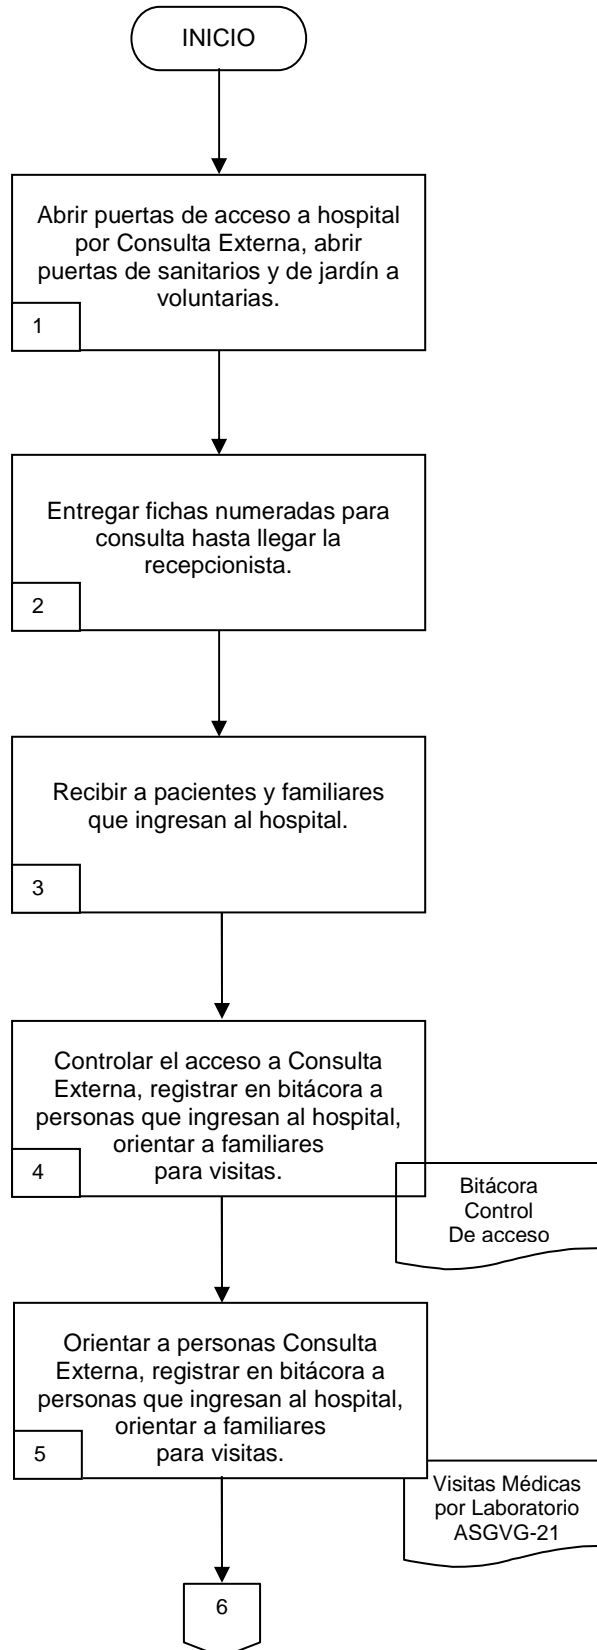 INICIO
Abrir puertas de acceso a hospital
por Consulta Externa, abrir
puertas de sanitarios y de jardín a
voluntarias.
1
Entregar fichas numeradas para
consulta hasta llegar la
recepcionista.
2
Recibir a pacientes y familiares
que ingresan al hospital.
3
Controlar el acceso a Consulta
Externa, registrar en bitácora a
personas que ingresan al hospital,
orientar a familiares
para visitas.
4
Bitácora
Control
De acceso
Orientar a personas Consulta
Externa, registrar en bitácora a
personas que ingresan al hospital,
orientar a familiares
para visitas.
5
Visitas Médicas
por Laboratorio
ASGVG-21
6